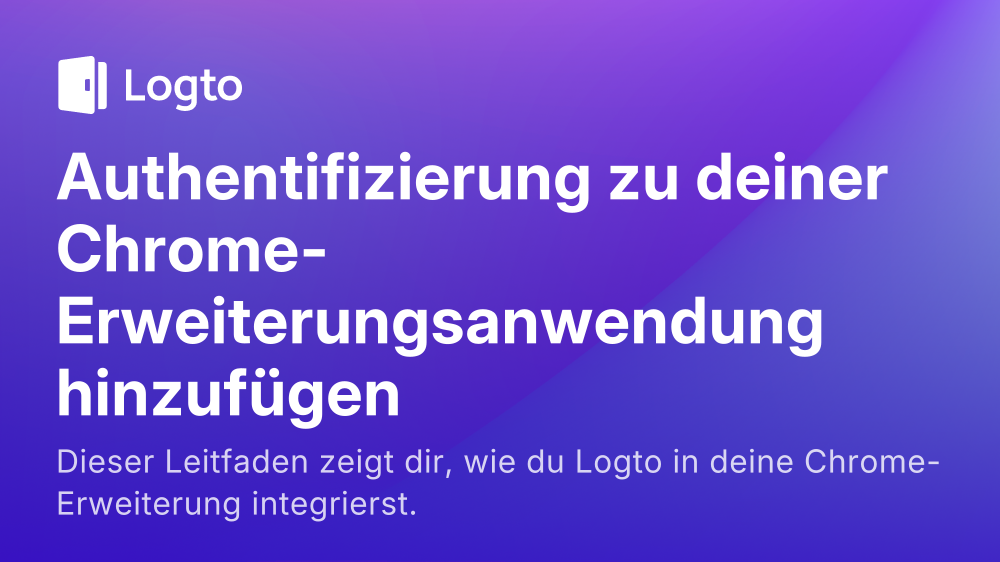 Logto
Authentifizierung zu deiner
Chrome-
Erweiterungsanwendung
hinzufügen
Dieser Leitfaden zeigt dir, wie du Logto in deine Chrome-
Erweiterung integrierst.